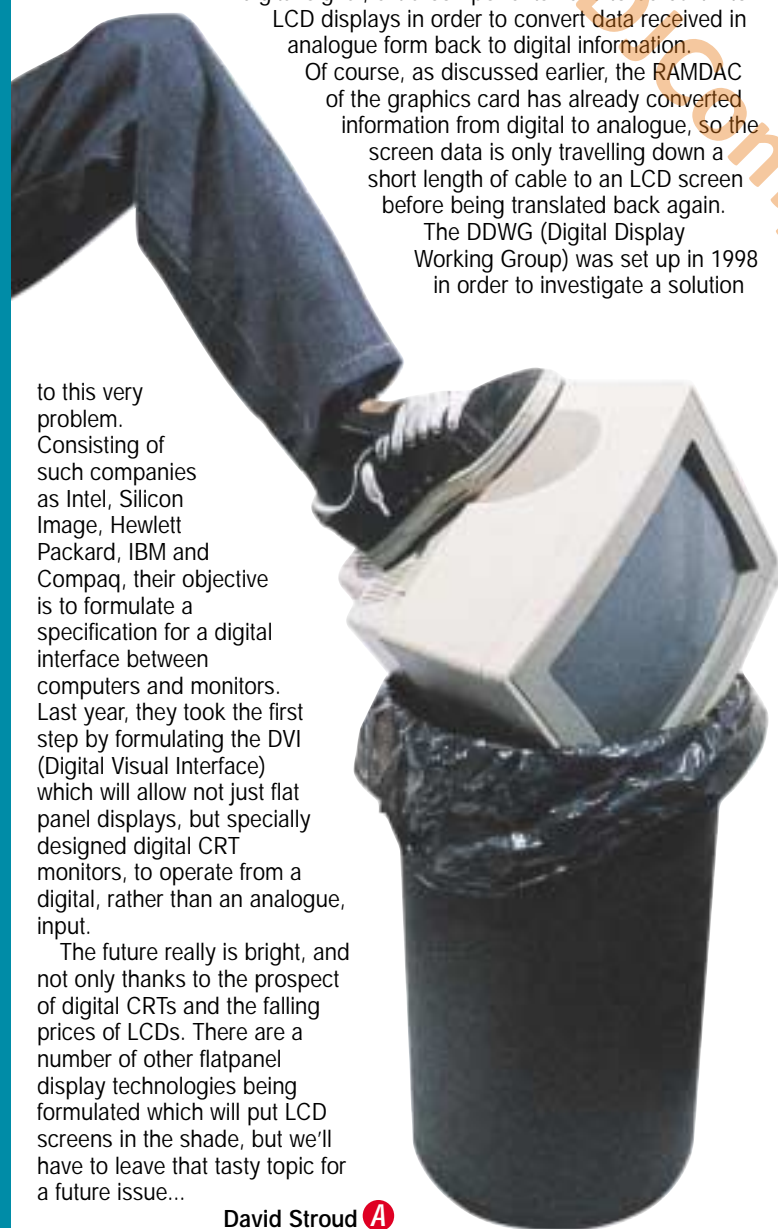 LCD displays in order to convert data received in
analogue form back to digital information.
Of course, as discussed earlier, the RAMDAC
of the graphics card has already converted
information from digital to analogue, so the
screen data is only travelling down a
short length of cable to an LCD screen
before being translated back again.
The DDWG (Digital Display
Working Group) was set up in 1998
in order to investigate a solution
to this very
problem.
Consisting of
such companies
as Intel, Silicon
Image, Hewlett
Packard, IBM and
Compaq, their objective
is to formulate a
specification for a digital
interface between
computers and monitors.
Last year, they took the first
step by formulating the DVI
(Digital Visual Interface)
which will allow not just flat
panel displays, but specially
designed digital CRT
monitors, to operate from a
digital, rather than an analogue,
input.
The future really is bright, and
not only thanks to the prospect
of digital CRTs and the falling
prices of LCDs. There are a
number of other flatpanel
display technologies being
formulated which will put LCD
screens in the shade, but we'll
have to leave that tasty topic for
a future issue...
David Stroud A